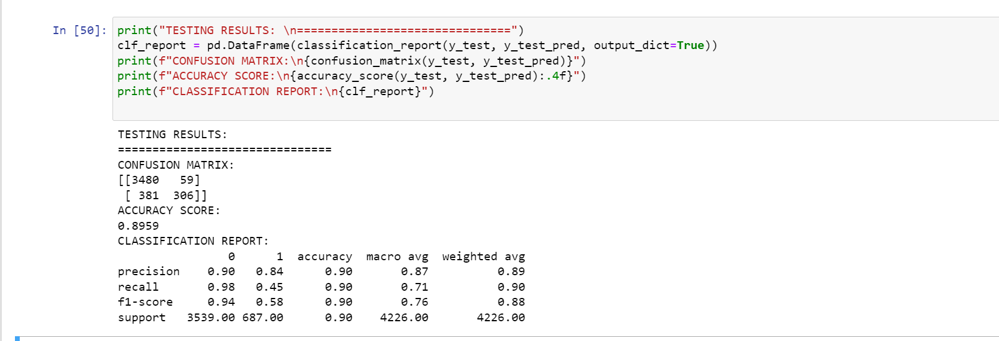 In [50]: print("TESTING RESULTS: \n===============================")
clf_report = pd.DataFrame(classification_report(y_test, y_test_pred, output_dict=True))
print(f"CONFUSION MATRIX:\n{confusion_matrix(y_test, y_test_pred)}")
print(f"ACCURACY SCORE:\n{accuracy_score(y_test, y_test_pred):.4f}")
print(f"CLASSIFICATION REPORT:\n{clf_report}")
TESTING RESULTS:
===============================
CONFUSION MATRIX:
[[3480   59]
 [ 381  306]]
ACCURACY SCORE:
0.8959
CLASSIFICATION REPORT:
                0      1  accuracy  macro avg  weighted avg
precision    0.90   0.84      0.90       0.87          0.89
recall       0.98   0.45      0.90       0.71          0.90
f1-score     0.94   0.58      0.90       0.76          0.88
support   3539.00 687.00      0.90    4226.00       4226.00